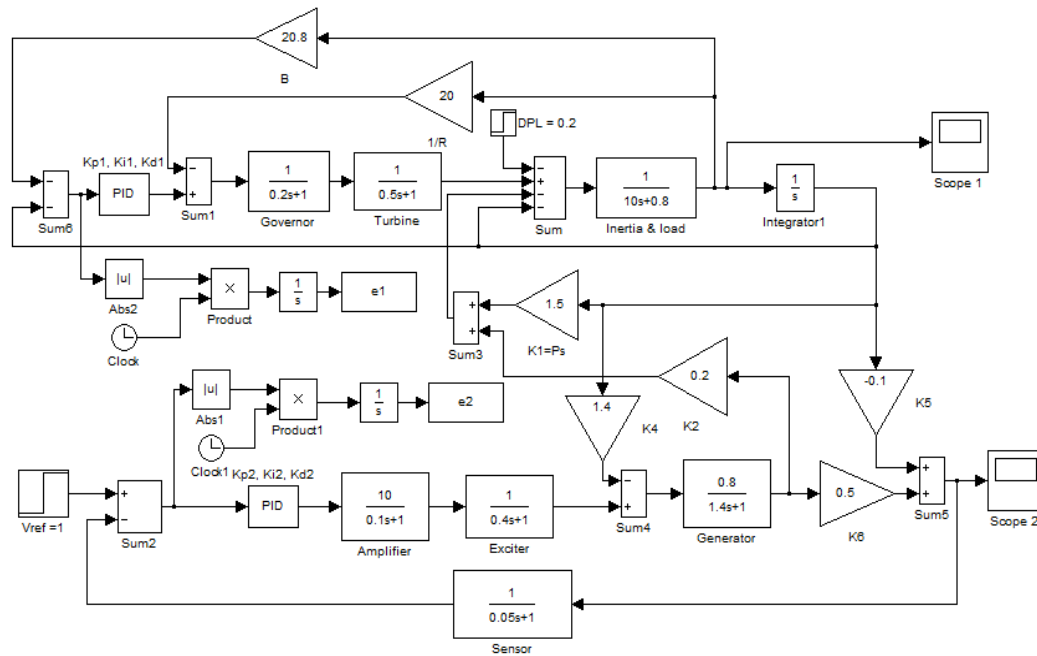 20.8
B
20
DPL = 0.2
1/R
Kp1, Ki1, Kd1
PID
Sum6
Sum1
1
0.2s+1
Governor
1
0.5s+1
Turbine
Sum
1
10s+0.8
Inertia & load
1
s
Integrator1
Scope 1
|u|
Abs2
×
Product
Clock
1
s
e1
Sum3
1.5
K1=Ps
|u|
Abs1
×
Product1
Clock1
1
s
e2
1.4
K4
0.2
K2
-0.1
K5
Vref =1
Sum2
Kp2, Ki2, Kd2
PID
10
0.1s+1
Amplifier
1
0.4s+1
Exciter
Sum4
0.8
1.4s+1
Generator
0.5
K6
Sum5
Scope 2
1
0.05s+1
Sensor